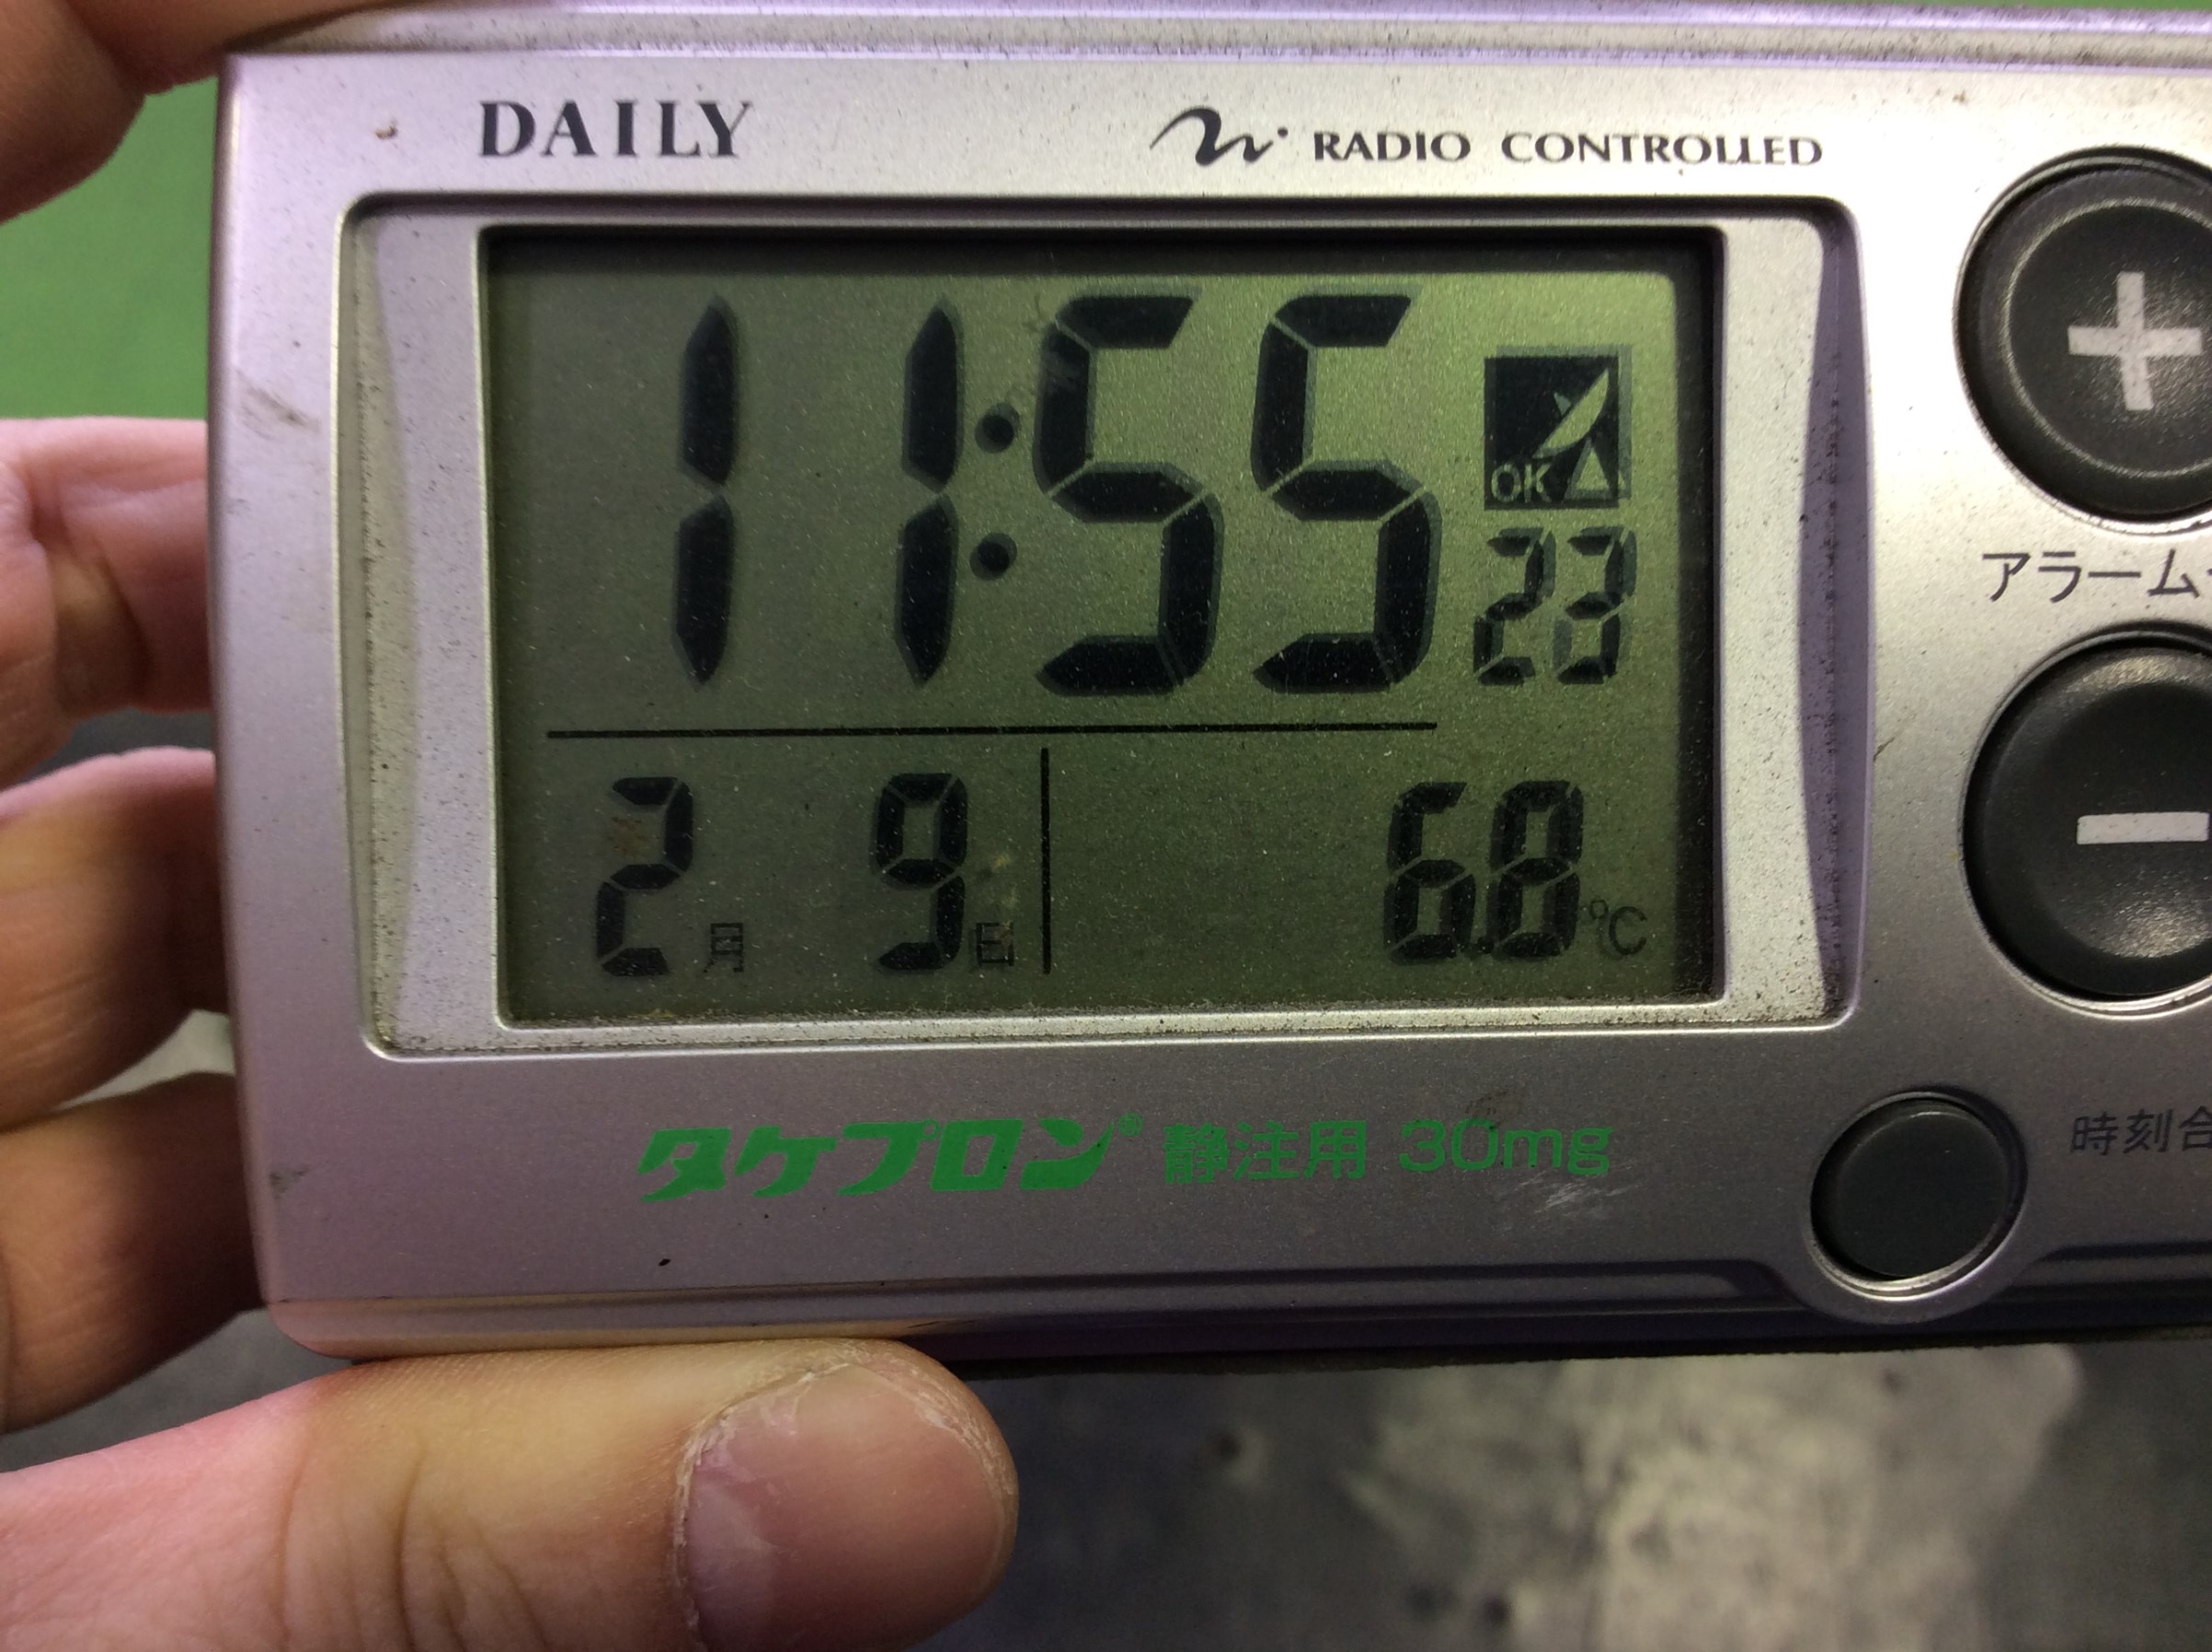 DAILY
RADIO CONTROLLED
11:55
OK
23
2月 9日
6.8℃
+
アラーム・
−
タケプロン® 静注用 30mg
時刻合